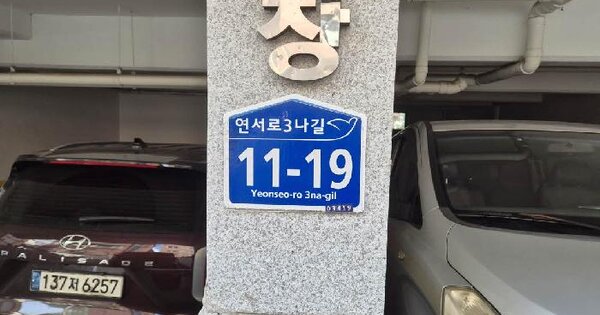 창
연서로3나길
11-19
Yeonseo-ro 3na-gil
03419
PALISADE
137저 6257